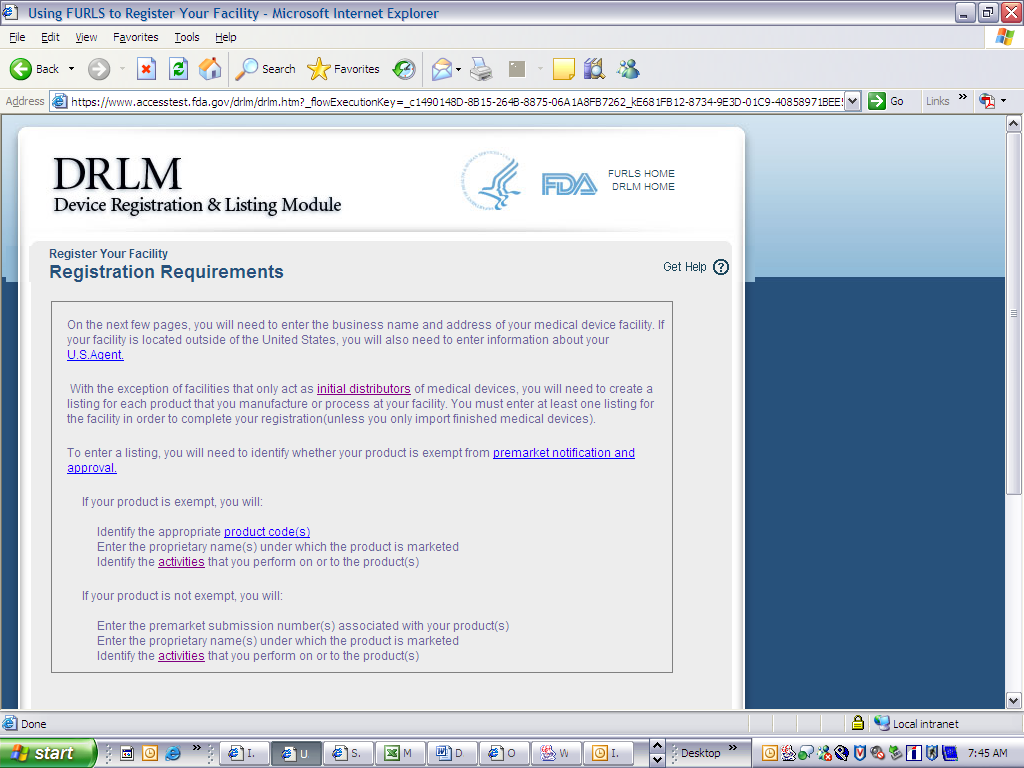 Using FURLS to Register Your Facility - Microsoft Internet Explorer
File Edit View Favorites Tools Help
Back Search Favorites
Address https://www.accesstest.fda.gov/drlm/drlm.htm?_flowExecutionKey=_c1490148D-8B15-264B-8875-06A1A8FB7262_kE681FB12-8734-9E3D-01C9-40858971BEE Go Links »
DRLM
Device Registration & Listing Module
FDA
FURLS HOME
DRLM HOME
Register Your Facility
Registration Requirements
Get Help ?
On the next few pages, you will need to enter the business name and address of your medical device facility. If
your facility is located outside of the United States, you will also need to enter information about your
U.S.Agent.
With the exception of facilities that only act as initial distributors of medical devices, you will need to create a
listing for each product that you manufacture or process at your facility. You must enter at least one listing for
the facility in order to complete your registration(unless you only import finished medical devices).
To enter a listing, you will need to identify whether your product is exempt from premarket notification and
approval.
If your product is exempt, you will:
Identify the appropriate product code(s)
Enter the proprietary name(s) under which the product is marketed
Identify the activities that you perform on or to the product(s)
If your product is not exempt, you will:
Enter the premarket submission number(s) associated with your product(s)
Enter the proprietary name(s) under which the product is marketed
Identify the activities that you perform on or to the product(s)
Done Local intranet
start » I. U S. M D O W I. Desktop » 7:45 AM